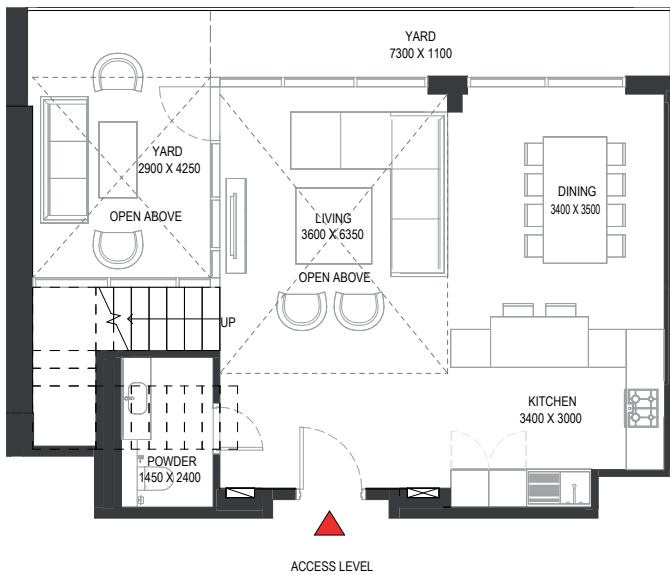 YARD
7300 X 1100
YARD
2900 X 4250
OPEN ABOVE
DINING
3400 X 3500
LIVING
3600 X 6350
OPEN ABOVE
UP
KITCHEN
3400 X 3000
POWDER
1450 X 2400
ACCESS LEVEL